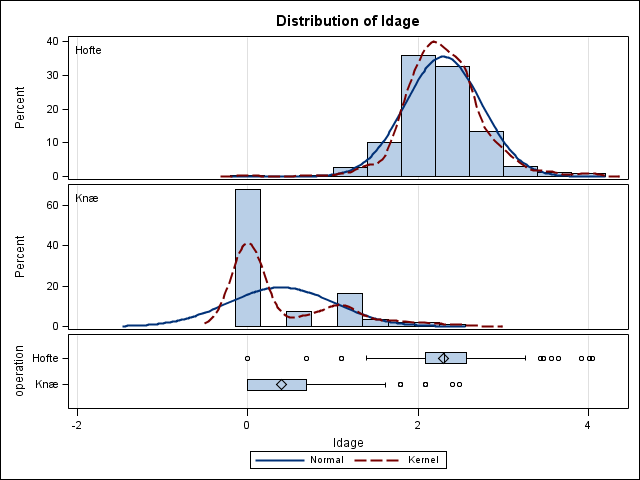 Distribution of ldage
Hofte
Percent
40
30
20
10
0
Knæ
Percent
60
40
20
0
operation
Hofte
Knæ
-2
0
2
4
ldage
Normal
Kernel